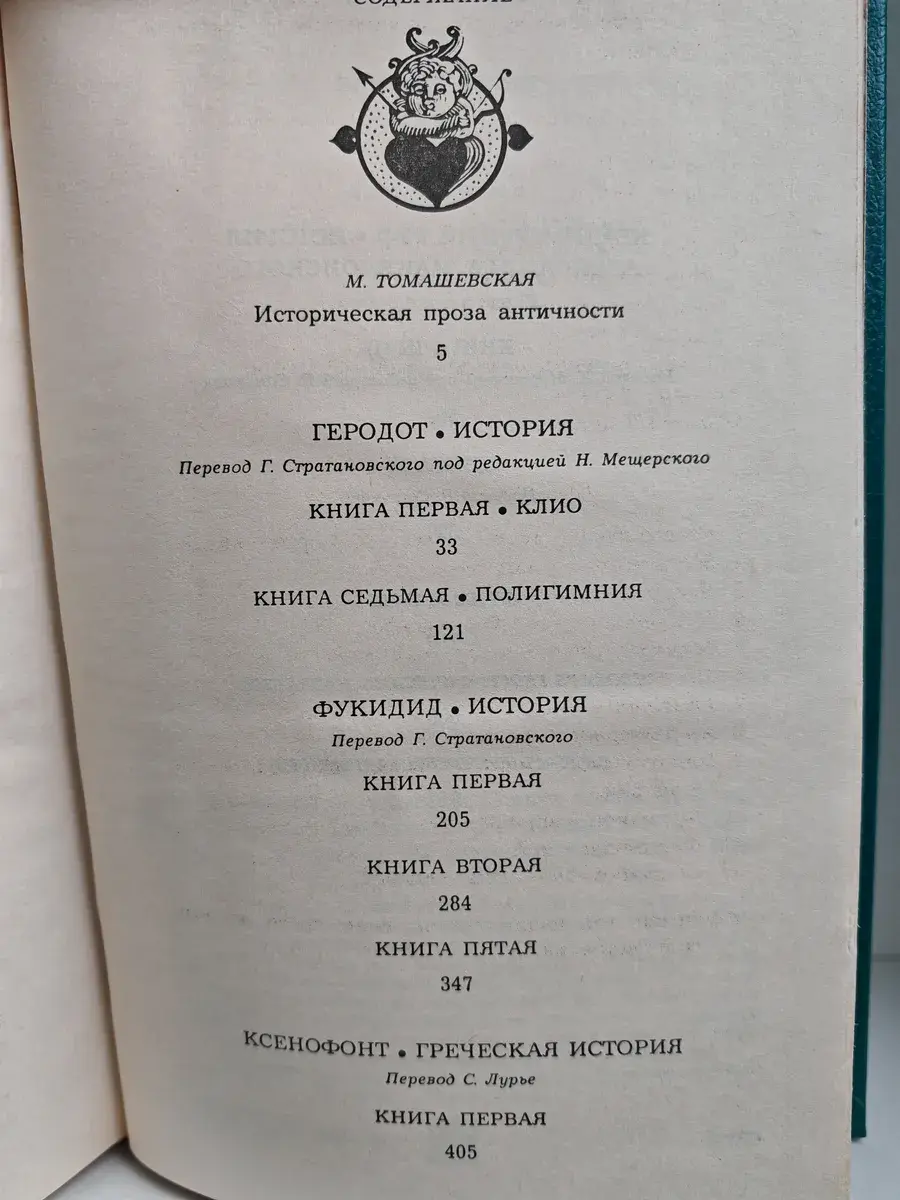 СОДЕРЖАНИЕ
М. ТОМАШЕВСКАЯ
Историческая проза античности
5
ГЕРОДОТ • ИСТОРИЯ
Перевод Г. Стратановского под редакцией Н. Мещерского
КНИГА ПЕРВАЯ • КЛИО
33
КНИГА СЕДЬМАЯ • ПОЛИГИМНИЯ
121
ФУКИДИД • ИСТОРИЯ
Перевод Г. Стратановского
КНИГА ПЕРВАЯ
205
КНИГА ВТОРАЯ
284
КНИГА ПЯТАЯ
347
КСЕНОФОНТ • ГРЕЧЕСКАЯ ИСТОРИЯ
Перевод С. Лурье
КНИГА ПЕРВАЯ
405